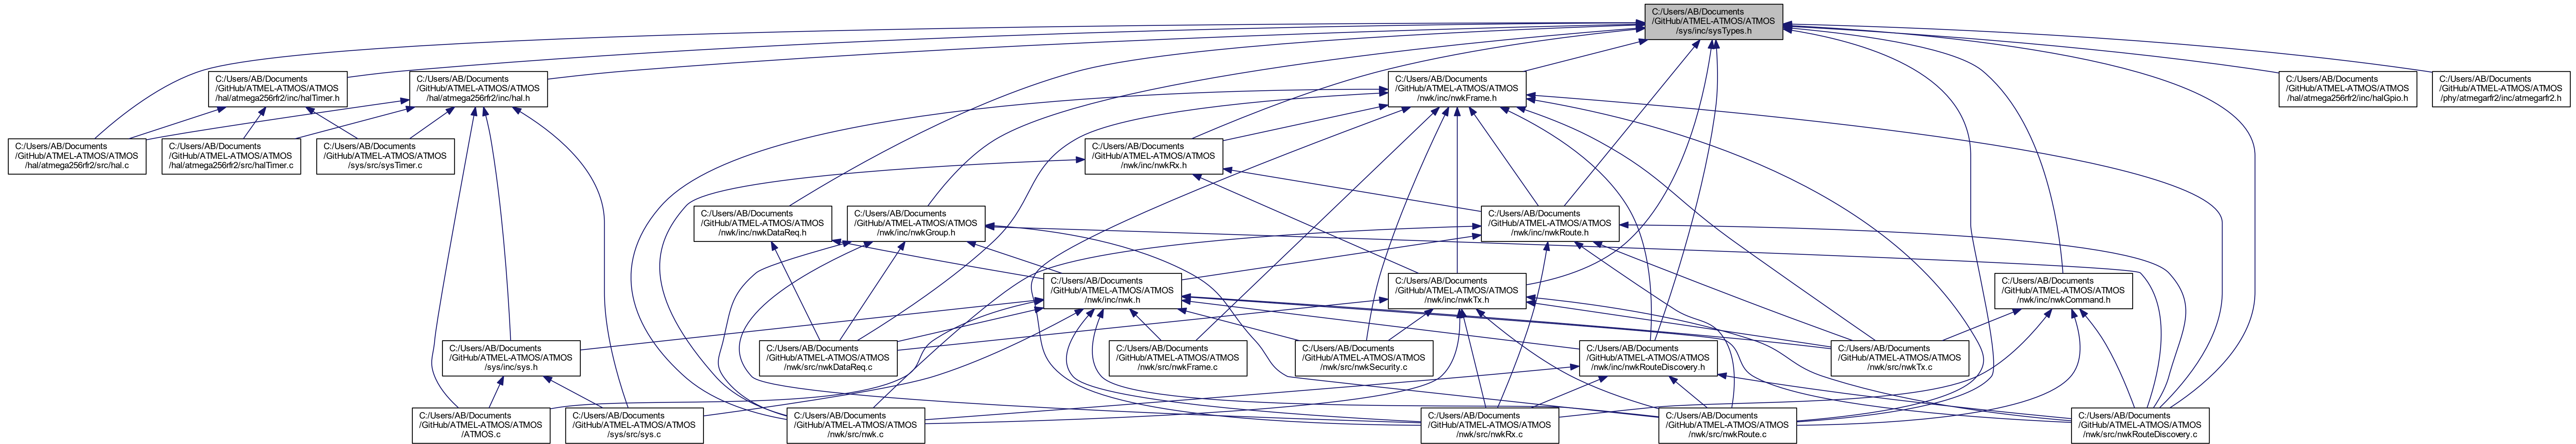 C:/Users/AB/Documents
/GitHub/ATMEL-ATMOS/ATMOS
/sys/inc/sysTypes.h
C:/Users/AB/Documents
/GitHub/ATMEL-ATMOS/ATMOS
/hal/atmega256rfr2/inc/halTimer.h
C:/Users/AB/Documents
/GitHub/ATMEL-ATMOS/ATMOS
/hal/atmega256rfr2/inc/hal.h
C:/Users/AB/Documents
/GitHub/ATMEL-ATMOS/ATMOS
/nwk/inc/nwkFrame.h
C:/Users/AB/Documents
/GitHub/ATMEL-ATMOS/ATMOS
/hal/atmega256rfr2/inc/halGpio.h
C:/Users/AB/Documents
/GitHub/ATMEL-ATMOS/ATMOS
/phy/atmegarfr2/inc/atmegarfr2.h
C:/Users/AB/Documents
/GitHub/ATMEL-ATMOS/ATMOS
/hal/atmega256rfr2/src/hal.c
C:/Users/AB/Documents
/GitHub/ATMEL-ATMOS/ATMOS
/hal/atmega256rfr2/src/halTimer.c
C:/Users/AB/Documents
/GitHub/ATMEL-ATMOS/ATMOS
/sys/src/sysTimer.c
C:/Users/AB/Documents
/GitHub/ATMEL-ATMOS/ATMOS
/nwk/inc/nwkRx.h
C:/Users/AB/Documents
/GitHub/ATMEL-ATMOS/ATMOS
/nwk/inc/nwkDataReq.h
C:/Users/AB/Documents
/GitHub/ATMEL-ATMOS/ATMOS
/nwk/inc/nwkGroup.h
C:/Users/AB/Documents
/GitHub/ATMEL-ATMOS/ATMOS
/nwk/inc/nwkRoute.h
C:/Users/AB/Documents
/GitHub/ATMEL-ATMOS/ATMOS
/nwk/inc/nwk.h
C:/Users/AB/Documents
/GitHub/ATMEL-ATMOS/ATMOS
/nwk/inc/nwkTx.h
C:/Users/AB/Documents
/GitHub/ATMEL-ATMOS/ATMOS
/nwk/inc/nwkCommand.h
C:/Users/AB/Documents
/GitHub/ATMEL-ATMOS/ATMOS
/sys/inc/sys.h
C:/Users/AB/Documents
/GitHub/ATMEL-ATMOS/ATMOS
/nwk/src/nwkDataReq.c
C:/Users/AB/Documents
/GitHub/ATMEL-ATMOS/ATMOS
/nwk/src/nwkFrame.c
C:/Users/AB/Documents
/GitHub/ATMEL-ATMOS/ATMOS
/nwk/src/nwkSecurity.c
C:/Users/AB/Documents
/GitHub/ATMEL-ATMOS/ATMOS
/nwk/inc/nwkRouteDiscovery.h
C:/Users/AB/Documents
/GitHub/ATMEL-ATMOS/ATMOS
/nwk/src/nwkTx.c
C:/Users/AB/Documents
/GitHub/ATMEL-ATMOS/ATMOS
/ATMOS.c
C:/Users/AB/Documents
/GitHub/ATMEL-ATMOS/ATMOS
/sys/src/sys.c
C:/Users/AB/Documents
/GitHub/ATMEL-ATMOS/ATMOS
/nwk/src/nwk.c
C:/Users/AB/Documents
/GitHub/ATMEL-ATMOS/ATMOS
/nwk/src/nwkRx.c
C:/Users/AB/Documents
/GitHub/ATMEL-ATMOS/ATMOS
/nwk/src/nwkRoute.c
C:/Users/AB/Documents
/GitHub/ATMEL-ATMOS/ATMOS
/nwk/src/nwkRouteDiscovery.c